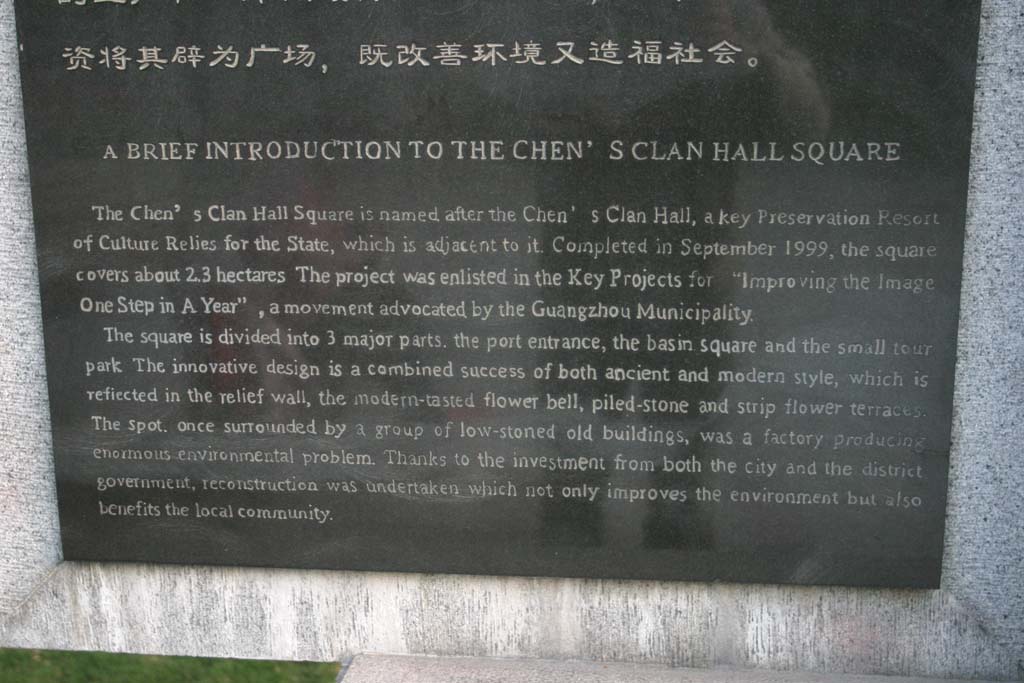 资将其辟为广场，既改善环境又造福社会。
A BRIEF INTRODUCTION TO THE CHEN' S CLAN HALL SQUARE
The Chen' s Clan Hall Square is named after the Chen' s Clan Hall, a key Preservation Resort
of Culture Relies for the State, which is adjacent to it. Completed in September 1999, the square
covers about 2.3 hectares The project was enlisted in the Key Projects for "Improving the Image
One Step in A Year" , a movement advocated by the Guangzhou Municipality.
The square is divided into 3 major parts. the port entrance, the basin square and the small tour
park The innovative design is a combined success of both ancient and modern style, which is
reflected in the relief wall, the modern-tasted flower bell, piled-stone and strip flower terraces.
The spot. once surrounded by a group of low-stoned old buildings, was a factory producing
enormous environmental problem. Thanks to the investment from both the city and the district
government, reconstruction was undertaken which not only improves the environment but also
benefits the local community.